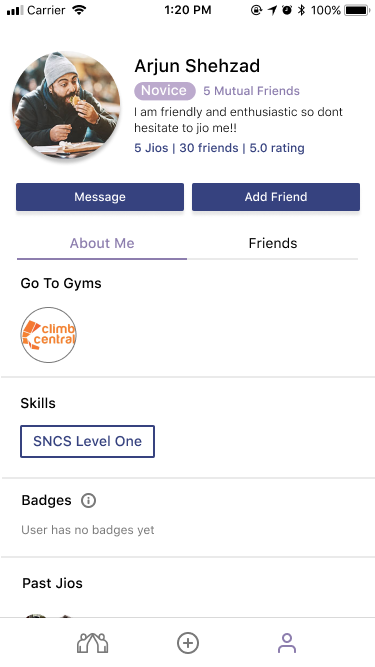 Carrier 1:20 PM 100%
Arjun Shehzad
Novice 5 Mutual Friends
I am friendly and enthusiastic so dont
hesitate to jio me!!
5 Jios | 30 friends | 5.0 rating
Message Add Friend
About Me Friends
Go To Gyms
climb
central
Skills
SNCS Level One
Badges
User has no badges yet
Past Jios